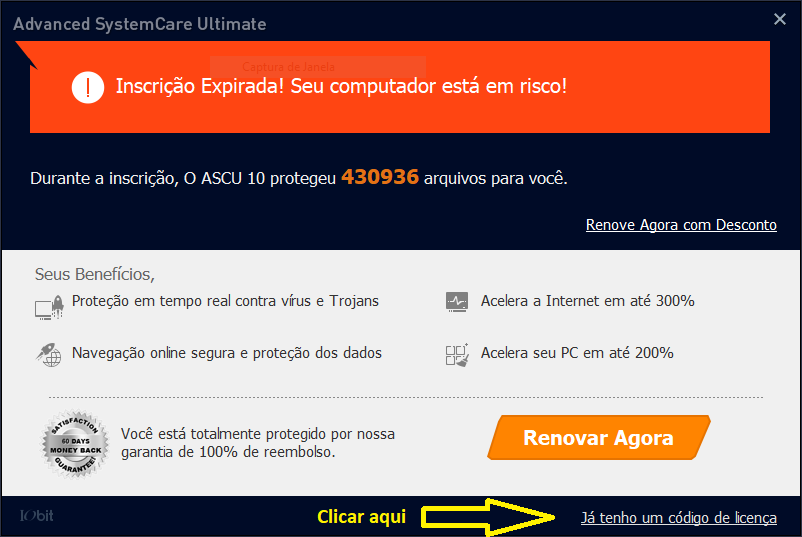 Advanced SystemCare Ultimate
Captura de Janela
Inscrição Expirada! Seu computador está em risco!
Durante a inscrição, O ASCU 10 protegeu 430936 arquivos para você.
Renove Agora com Desconto
Seus Benefícios,
Proteção em tempo real contra vírus e Trojans
Acelera a Internet em até 300%
Navegação online segura e proteção dos dados
Acelera seu PC em até 200%
SATISFACTION
60 DAYS
MONEY BACK
GUARANTEE!
Você está totalmente protegido por nossa
garantia de 100% de reembolso.
Renovar Agora
IObit
Clicar aqui
Já tenho um código de licença